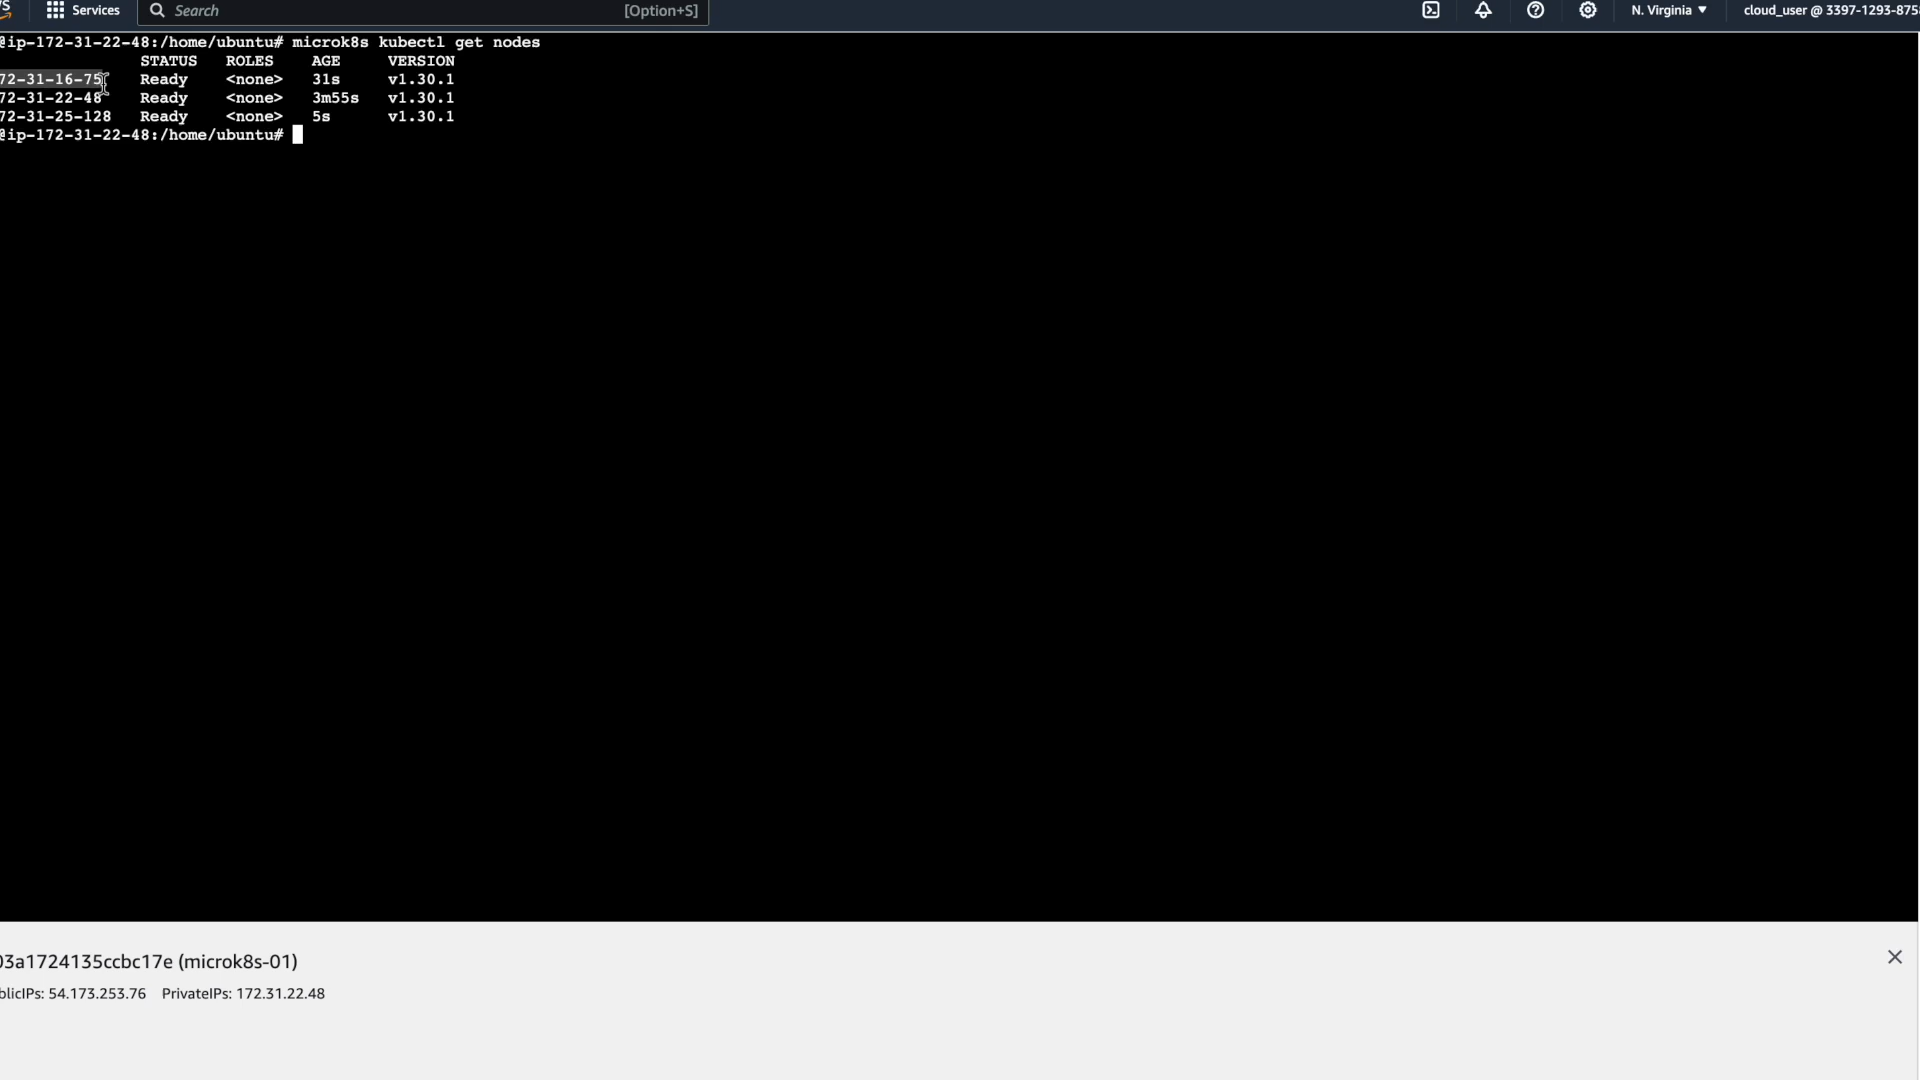 Services Search [Option+S] N. Virginia ▼ cloud_user @ 3397-1293-875
@ip-172-31-22-48:/home/ubuntu# microk8s kubectl get nodes
STATUS ROLES AGE VERSION
72-31-16-75 Ready <none> 31s v1.30.1
72-31-22-48 Ready <none> 3m55s v1.30.1
72-31-25-128 Ready <none> 5s v1.30.1
@ip-172-31-22-48:/home/ubuntu#
03a1724135ccbc17e (microk8s-01)
blicIPs: 54.173.253.76 PrivateIPs: 172.31.22.48